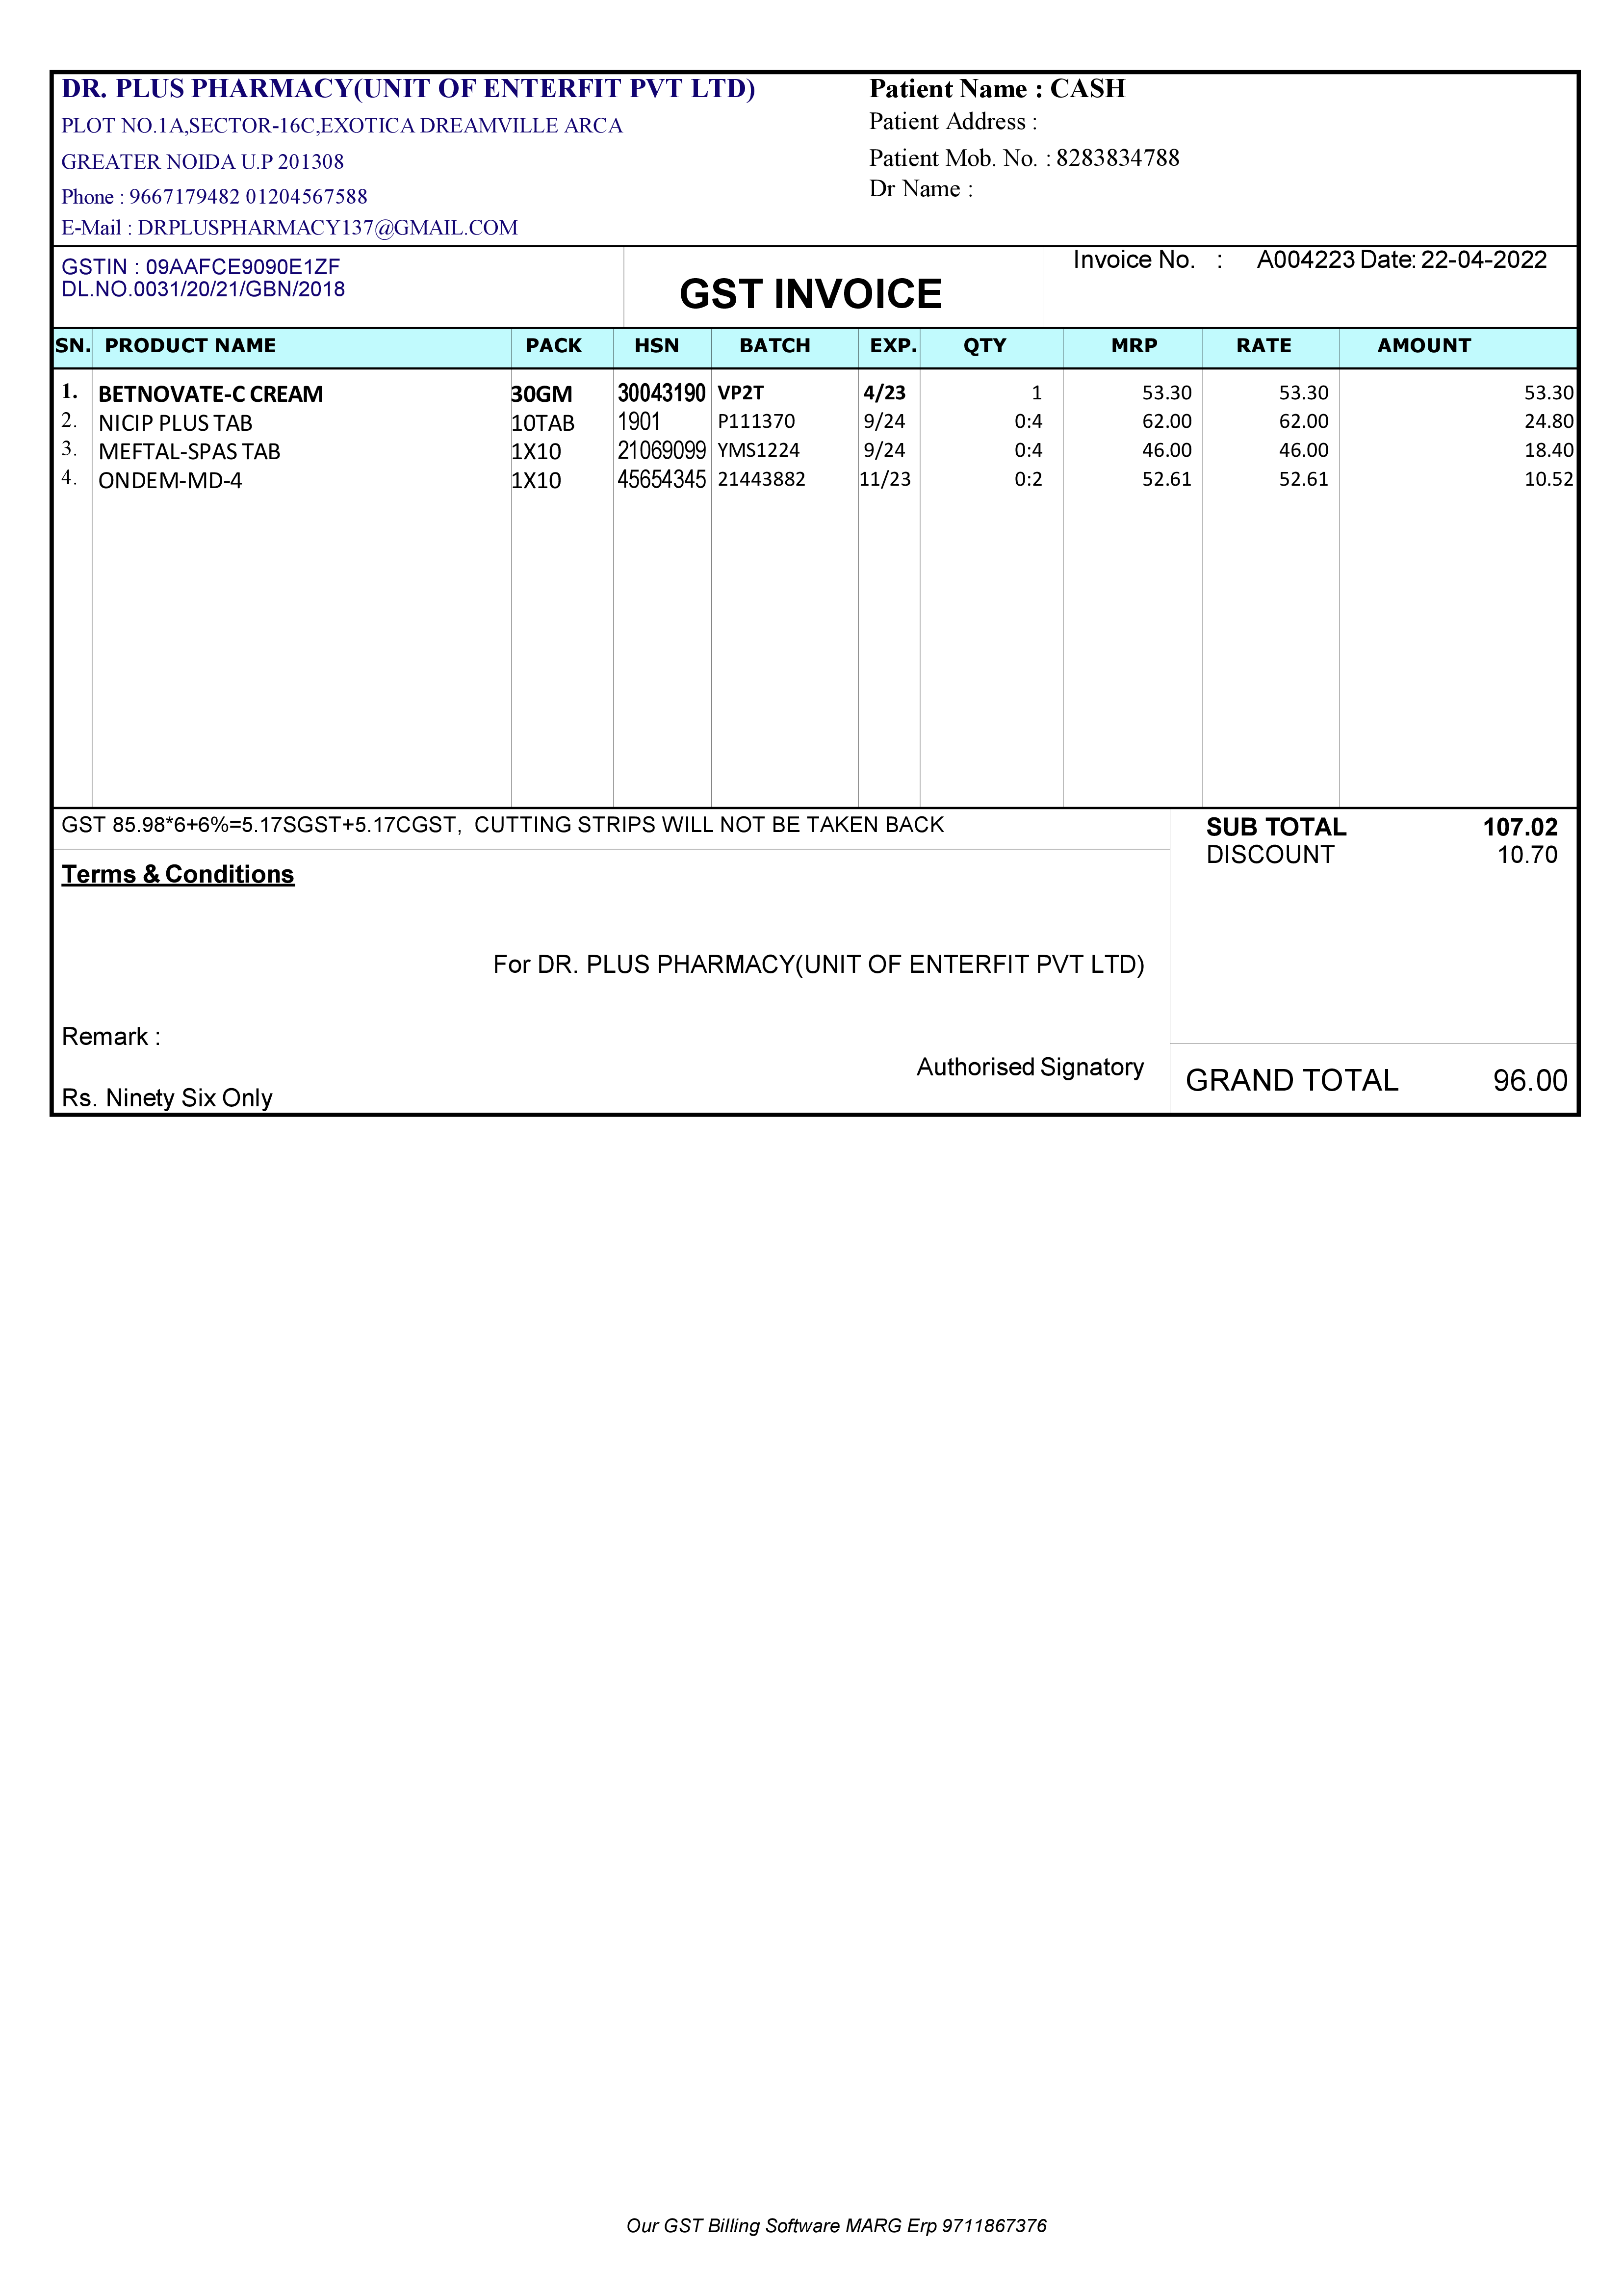 DR. PLUS PHARMACY(UNIT OF ENTERFIT PVT LTD)
PLOT NO.1A,SECTOR-16C,EXOTICA DREAMVILLE ARCA
GREATER NOIDA U.P 201308
Phone : 9667179482 01204567588
E-Mail : DRPLUSPHARMACY137@GMAIL.COM
Patient Name : CASH
Patient Address :
Patient Mob. No. : 8283834788
Dr Name :
GSTIN : 09AAFCE9090E1ZF
DL.NO.0031/20/21/GBN/2018
GST INVOICE
Invoice No. : A004223 Date: 22-04-2022
SN. PRODUCT NAME PACK HSN BATCH EXP. QTY MRP RATE AMOUNT
1. BETNOVATE-C CREAM 30GM 30043190 VP2T 4/23 1 53.30 53.30 53.30
2. NICIP PLUS TAB 10TAB 1901 P111370 9/24 0:4 62.00 62.00 24.80
3. MEFTAL-SPAS TAB 1X10 21069099 YMS1224 9/24 0:4 46.00 46.00 18.40
4. ONDEM-MD-4 1X10 45654345 21443882 11/23 0:2 52.61 52.61 10.52
GST 85.98*6+6%=5.17SGST+5.17CGST, CUTTING STRIPS WILL NOT BE TAKEN BACK
SUB TOTAL 107.02
DISCOUNT 10.70
Terms & Conditions
For DR. PLUS PHARMACY(UNIT OF ENTERFIT PVT LTD)
Remark :
Authorised Signatory
GRAND TOTAL 96.00
Rs. Ninety Six Only
Our GST Billing Software MARG Erp 9711867376